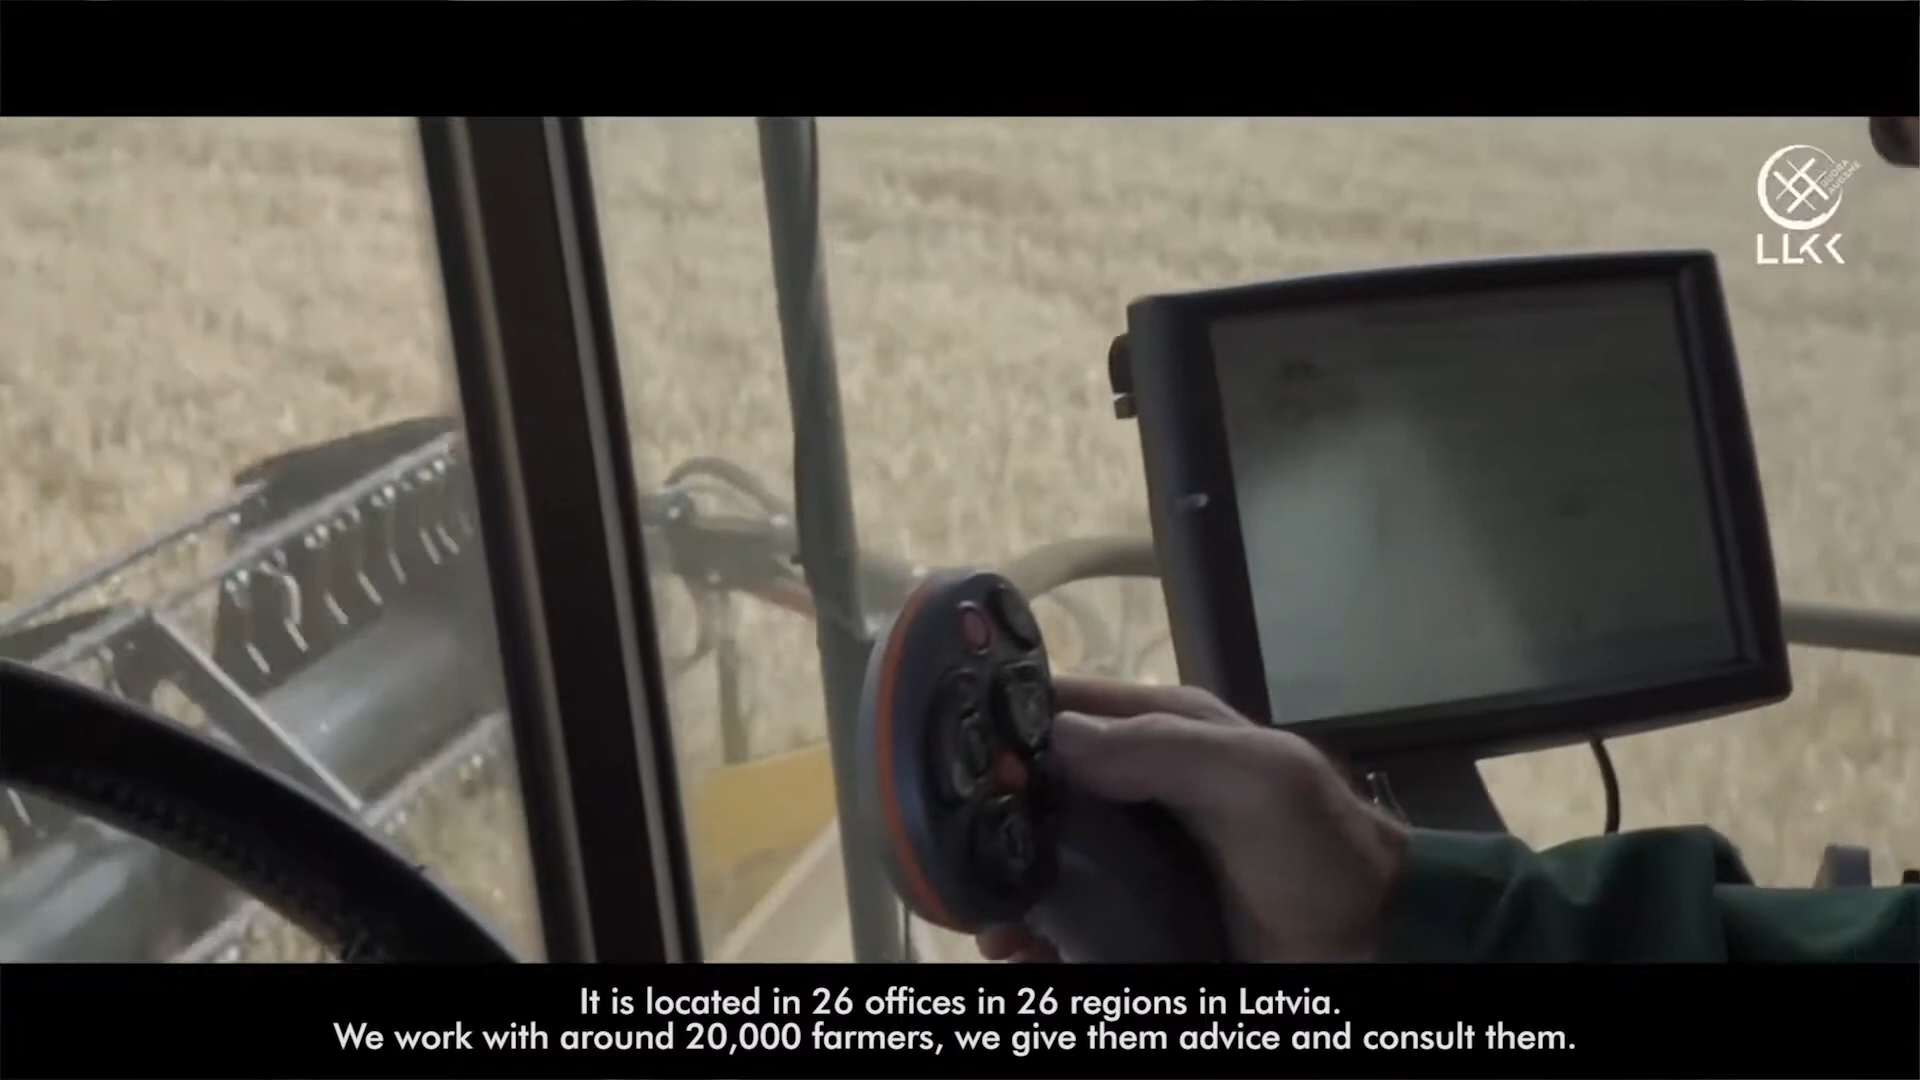 LLKK
It is located in 26 offices in 26 regions in Latvia.
We work with around 20,000 farmers, we give them advice and consult them.